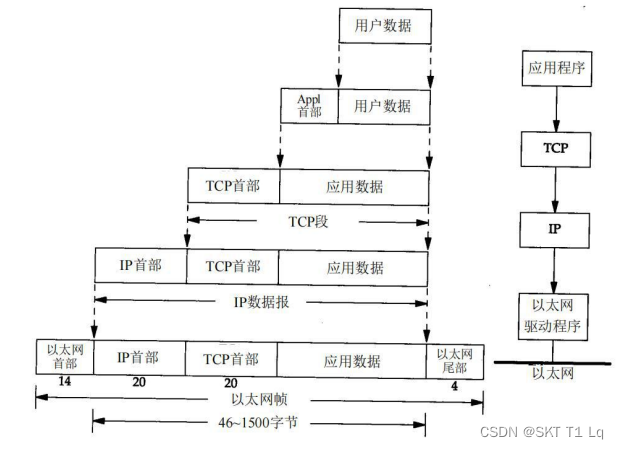 用户数据
应用程序
Appl
首部
用户数据
TCP
TCP首部
应用数据
TCP段
IP
IP首部
TCP首部
应用数据
IP数据报
以太网
驱动程序
以太网
首部
IP首部
TCP首部
应用数据
以太网
尾部
以太网
14
20
20
4
以太网帧
46~1500字节
CSDN @SKT T1 Lq